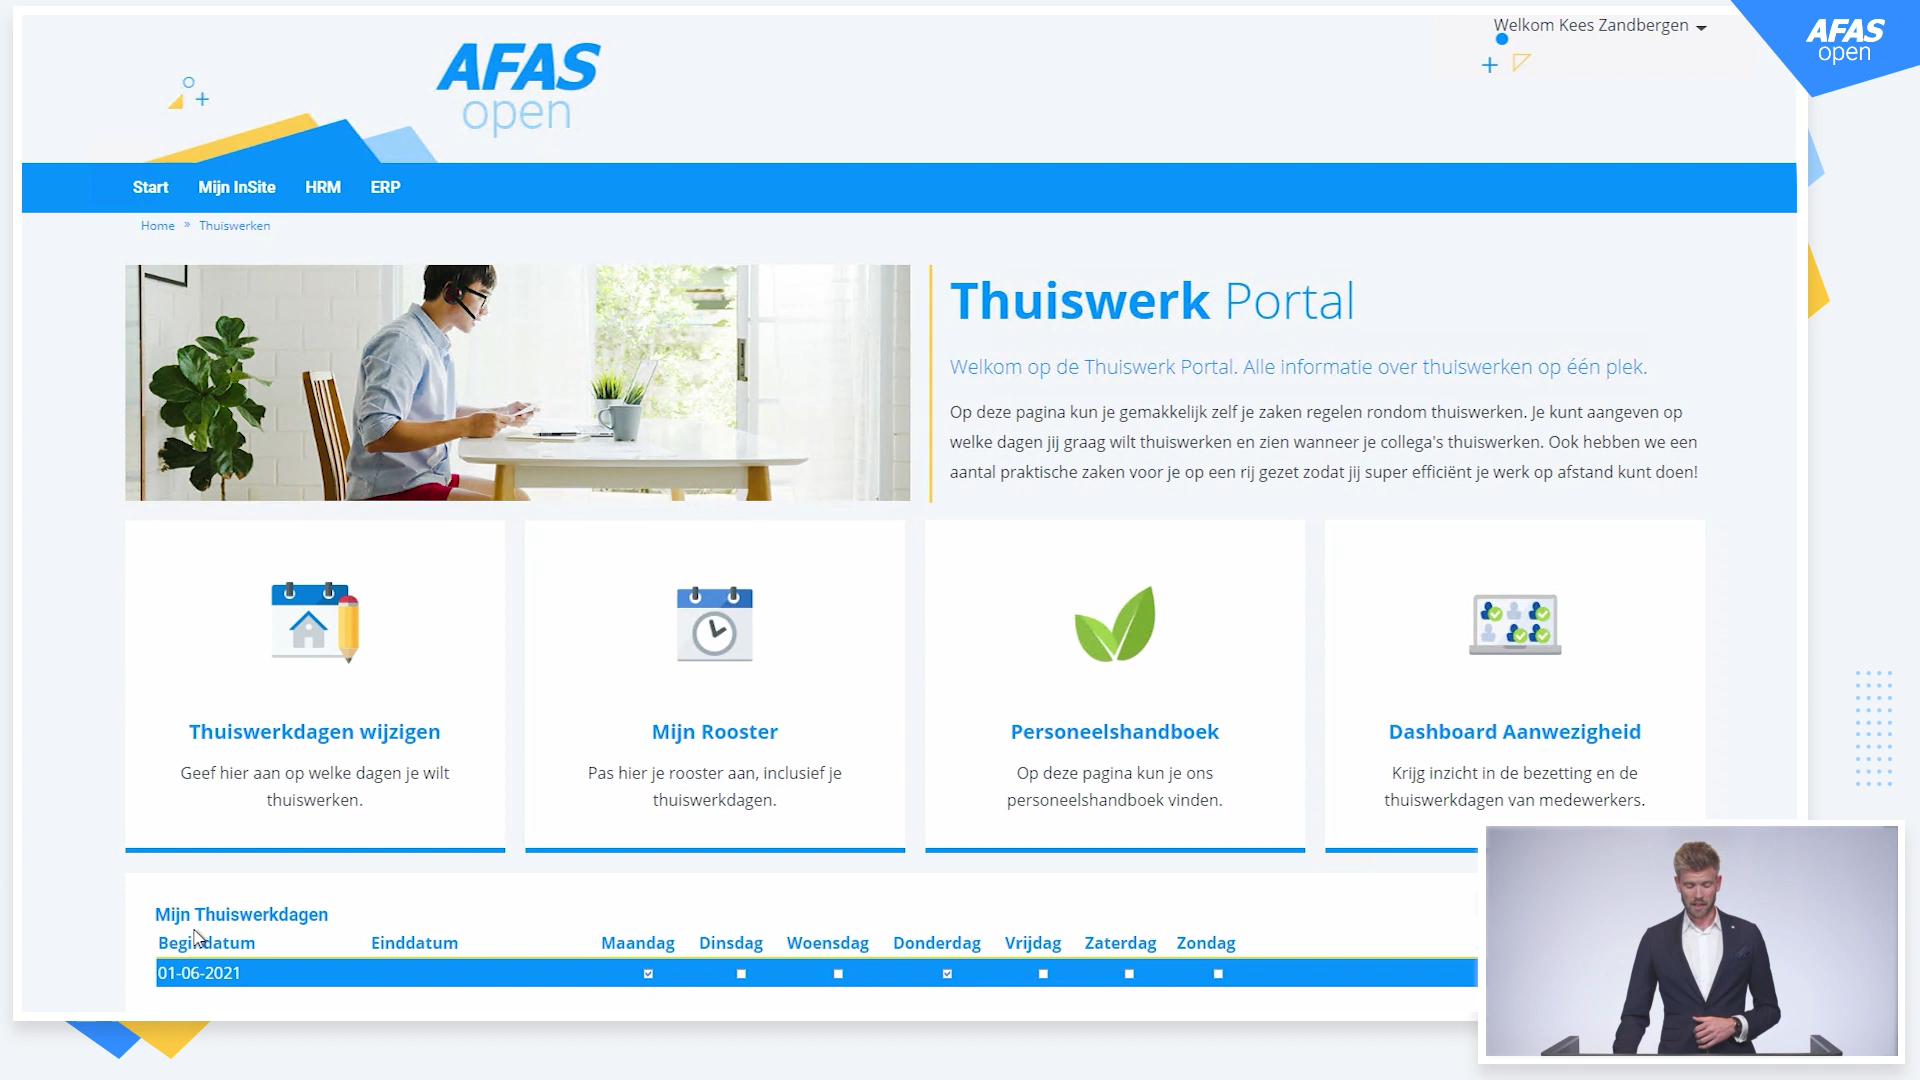 Welkom Kees Zandbergen
AFAS
open
AFAS
open
Start Mijn InSite HRM ERP
Home » Thuiswerken
Thuiswerk Portal
Welkom op de Thuiswerk Portal. Alle informatie over thuiswerken op één plek.
Op deze pagina kun je gemakkelijk zelf je zaken regelen rondom thuiswerken. Je kunt aangeven op
welke dagen jij graag wilt thuiswerken en zien wanneer je collega's thuiswerken. Ook hebben we een
aantal praktische zaken voor je op een rij gezet zodat jij super efficiënt je werk op afstand kunt doen!
Thuiswerkdagen wijzigen
Geef hier aan op welke dagen je wilt
thuiswerken.
Mijn Rooster
Pas hier je rooster aan, inclusief je
thuiswerkdagen.
Personeelshandboek
Op deze pagina kun je ons
personeelshandboek vinden.
Dashboard Aanwezigheid
Krijg inzicht in de bezetting en de
thuiswerkdagen van medewerkers.
Mijn Thuiswerkdagen
Begindatum Einddatum Maandag Dinsdag Woensdag Donderdag Vrijdag Zaterdag Zondag
01-06-2021